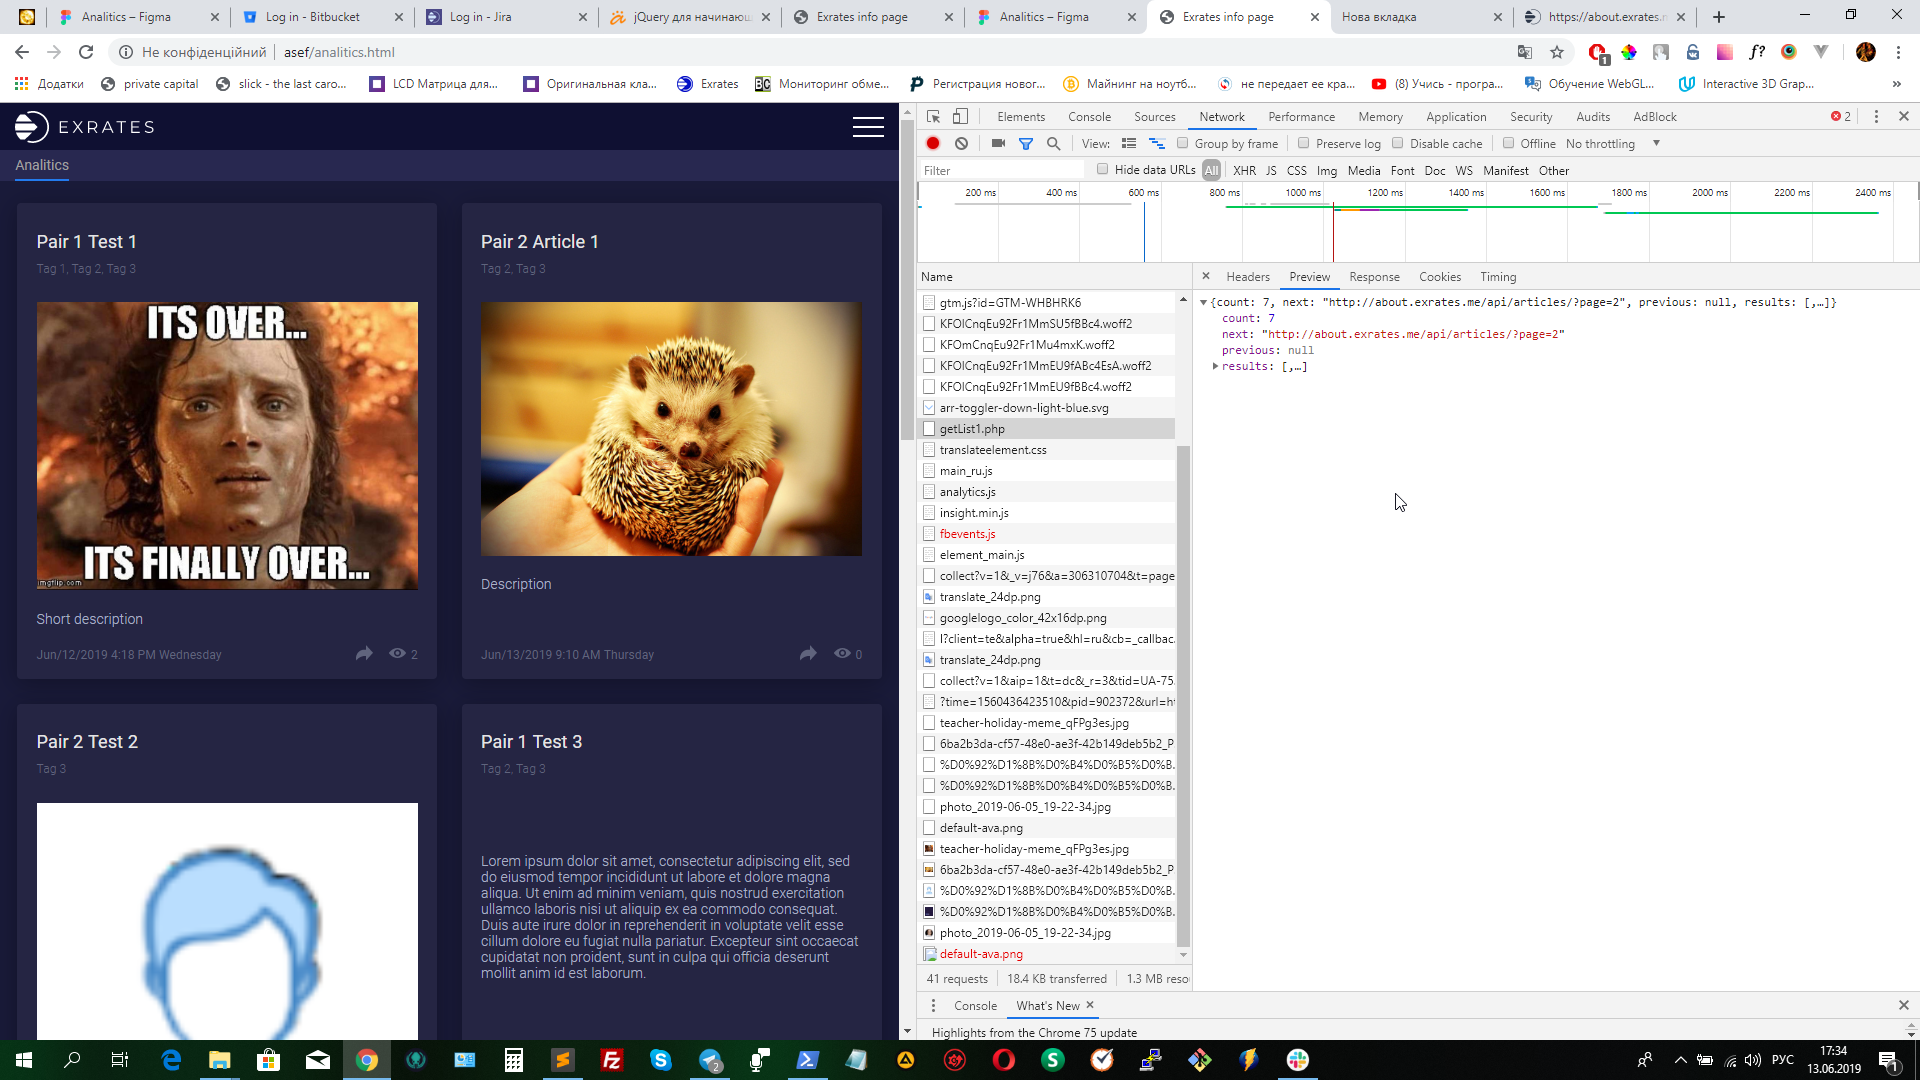 Analitics – Figma
Log in - Bitbucket
Log in - Jira
jQuery для начинающ
Exrates info page
Analitics – Figma
Exrates info page
Нова вкладка
https://about.exrates.m
Не конфіденційний
asef/analitics.html
Додатки
private capital
slick - the last caro...
LCD Матрица для...
Оригинальная кла...
Exrates
Мониторинг обме...
Регистрация новог...
Майнинг на ноутб...
не передает ее кра...
(8) Учись - програ...
Обучение WebGL...
Interactive 3D Grap...
EXRATES
Analitics
Pair 1 Test 1
Tag 1, Tag 2, Tag 3
ITS OVER...
ITS FINALLY OVER...
imgflip.com
Short description
Jun/12/2019 4:18 PM Wednesday
2
Pair 2 Article 1
Tag 2, Tag 3
Description
Jun/13/2019 9:10 AM Thursday
0
Pair 2 Test 2
Tag 3
Pair 1 Test 3
Tag 2, Tag 3
Lorem ipsum dolor sit amet, consectetur adipiscing elit, sed
do eiusmod tempor incididunt ut labore et dolore magna
aliqua. Ut enim ad minim veniam, quis nostrud exercitation
ullamco laboris nisi ut aliquip ex ea commodo consequat.
Duis aute irure dolor in reprehenderit in voluptate velit esse
cillum dolore eu fugiat nulla pariatur. Excepteur sint occaecat
cupidatat non proident, sunt in culpa qui officia deserunt
mollit anim id est laborum.
Elements Console Sources Network Performance Memory Application Security Audits AdBlock
2
View: Group by frame Preserve log Disable cache Offline No throttling
Filter Hide data URLs All XHR JS CSS Img Media Font Doc WS Manifest Other
200 ms 400 ms 600 ms 800 ms 1000 ms 1200 ms 1400 ms 1600 ms 1800 ms 2000 ms 2200 ms 2400 ms
Name
gtm.js?id=GTM-WHBHRK6
KFOlCnqEu92Fr1MmSU5fBBc4.woff2
KFOmCnqEu92Fr1Mu4mxK.woff2
KFOlCnqEu92Fr1MmEU9fABc4EsA.woff2
KFOlCnqEu92Fr1MmEU9fBBc4.woff2
arr-toggler-down-light-blue.svg
getList1.php
translateelement.css
main_ru.js
analytics.js
insight.min.js
fbevents.js
element_main.js
collect?v=1&_v=j76&a=306310704&t=page
translate_24dp.png
googlelogo_color_42x16dp.png
l?client=te&alpha=true&hl=ru&cb=_callbac.
translate_24dp.png
collect?v=1&aip=1&t=dc&_r=3&tid=UA-75.
?time=1560436423510&pid=902372&url=ht
teacher-holiday-meme_qFPg3es.jpg
6ba2b3da-cf57-48e0-ae3f-42b149deb5b2_P
%D0%92%D1%8B%D0%B4%D0%B5%D0%B.
%D0%92%D1%8B%D0%B4%D0%B5%D0%B.
photo_2019-06-05_19-22-34.jpg
default-ava.png
teacher-holiday-meme_qFPg3es.jpg
6ba2b3da-cf57-48e0-ae3f-42b149deb5b2_P
%D0%92%D1%8B%D0%B4%D0%B5%D0%B.
%D0%92%D1%8B%D0%B4%D0%B5%D0%B.
photo_2019-06-05_19-22-34.jpg
default-ava.png
41 requests 18.4 KB transferred 1.3 MB reso
Headers Preview Response Cookies Timing
{count: 7, next: "http://about.exrates.me/api/articles/?page=2", previous: null, results: [,…]}
count: 7
next: "http://about.exrates.me/api/articles/?page=2"
previous: null
results: [,…]
Console What's New
Highlights from the Chrome 75 update
2
РУС
17:34
13.06.2019
1